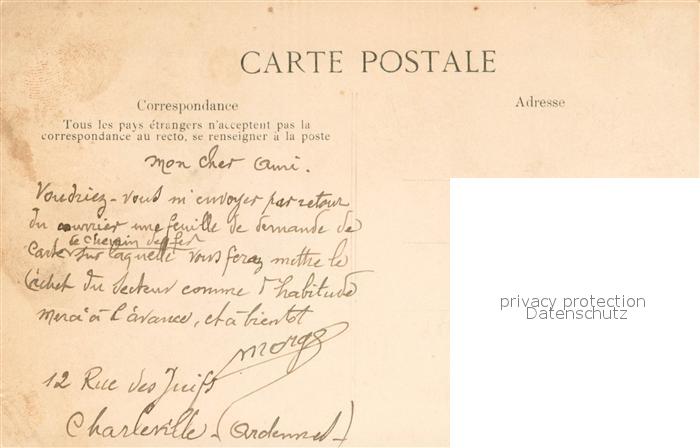 CARTE POSTALE
Correspondance
Adresse
Tous les pays étrangers n'acceptent pas la
correspondance au recto, se renseigner à la poste
Mon cher Ami.
Voudriez-vous m'envoyer par retour
du courrier une feuille de demande de
de chemin de fer
Carte sur laquelle vous ferez mettre le
cachet du Secteur comme d'habitude
Merci à l'avance, et à bientôt
12 Rue des Juifs
Charleville (Ardennes)
privacy protection
Datenschutz